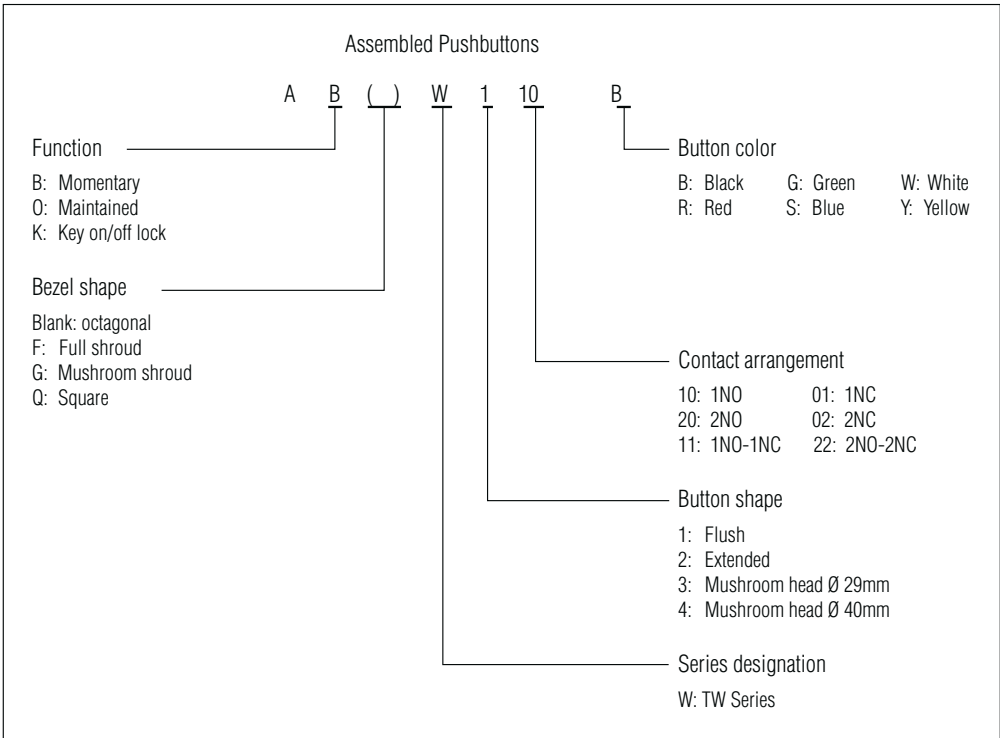 Assembled Pushbuttons
A B ( ) W 1 10 B
Function
B: Momentary
O: Maintained
K: Key on/off lock
Bezel shape
Blank: octagonal
F: Full shroud
G: Mushroom shroud
Q: Square
Button color
B: Black G: Green W: White
R: Red S: Blue Y: Yellow
Contact arrangement
10: 1NO 01: 1NC
20: 2NO 02: 2NC
11: 1NO-1NC 22: 2NO-2NC
Button shape
1: Flush
2: Extended
3: Mushroom head Ø 29mm
4: Mushroom head Ø 40mm
Series designation
W: TW Series